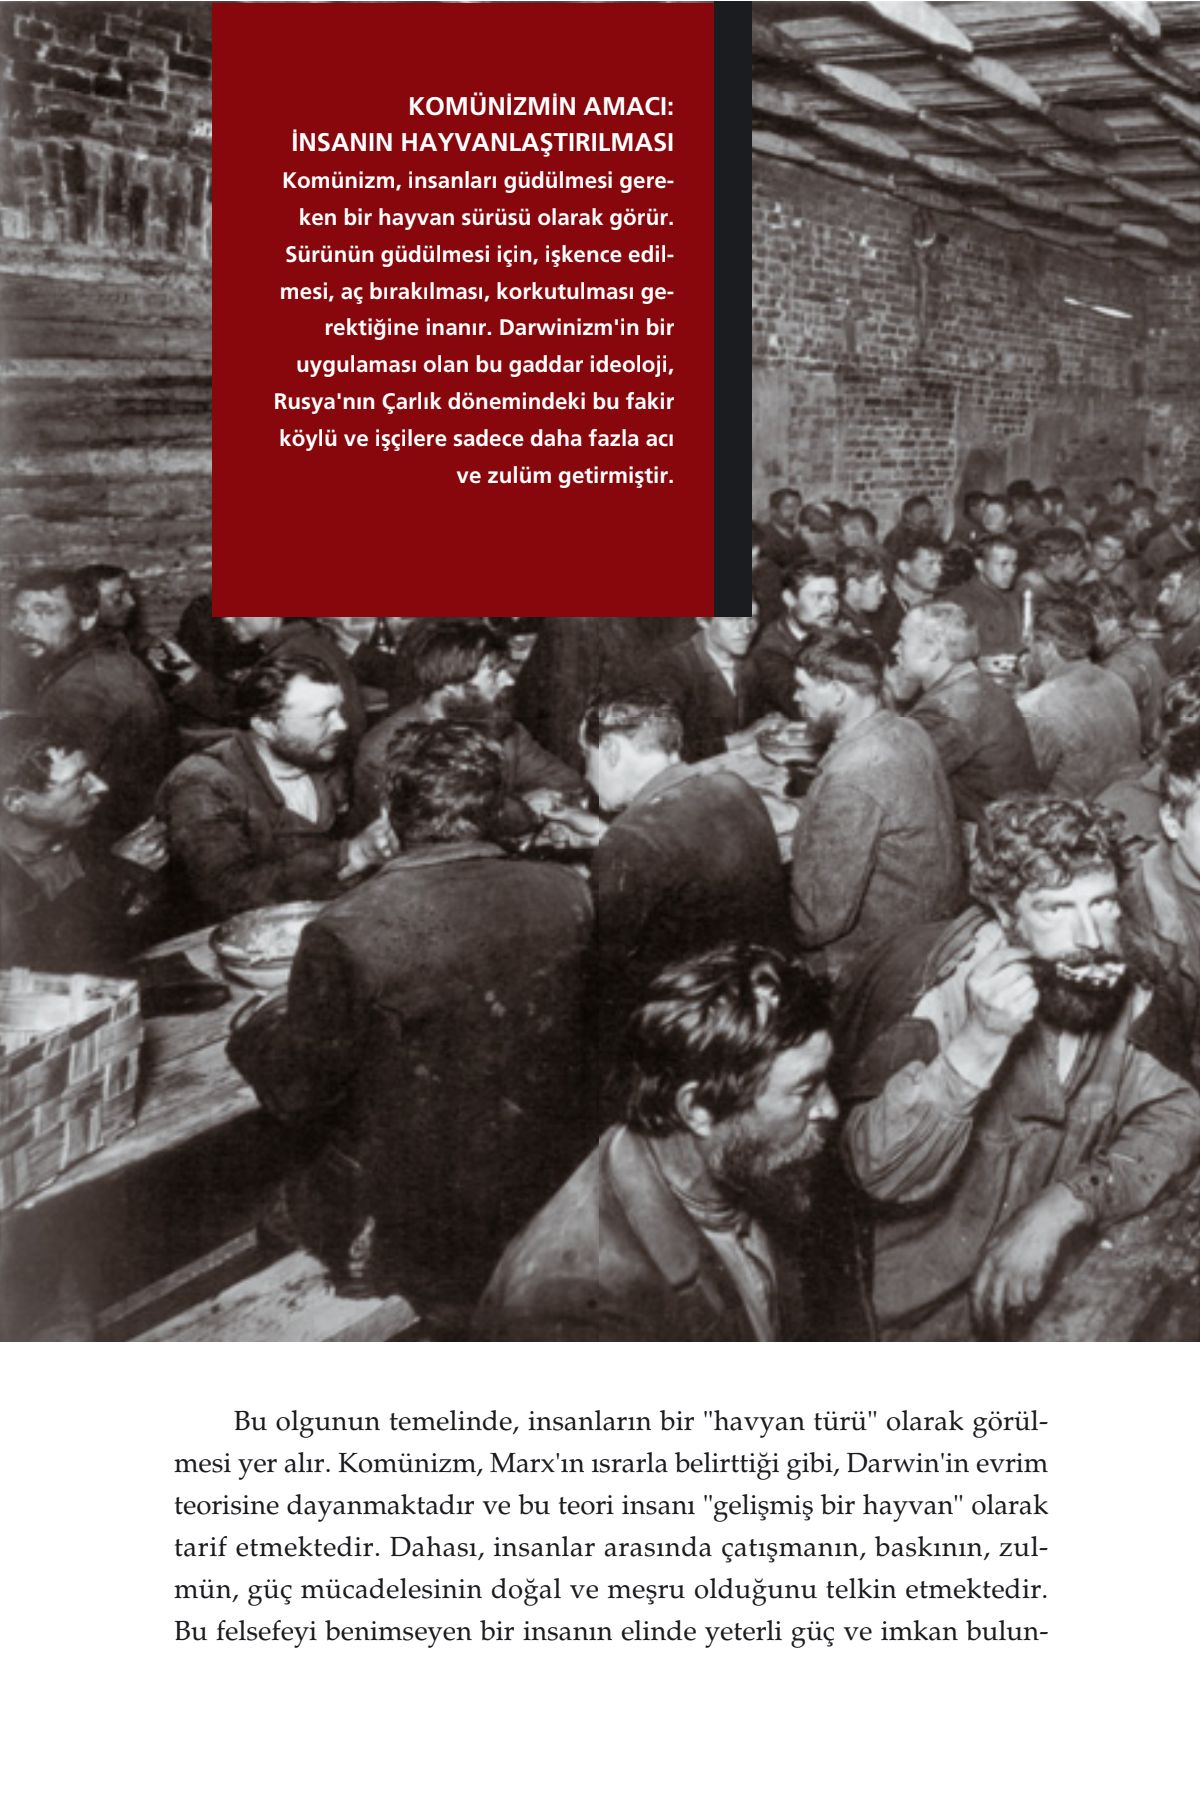 KOMÜNİZMİN AMACI:
İNSANIN HAYVANLAŞTIRILMASI
Komünizm, insanları güdülmesi gere-
ken bir hayvan sürüsü olarak görür.
Sürünün güdülmesi için, işkence edil-
mesi, aç bırakılması, korkutulması ge-
rektiğine inanır. Darwinizm'in bir
uygulaması olan bu gaddar ideoloji,
Rusya'nın Çarlık dönemindeki bu fakir
köylü ve işçilere sadece daha fazla acı
ve zulüm getirmiştir.
Bu olgunun temelinde, insanların bir "havyan türü" olarak görül-
mesi yer alır. Komünizm, Marx'ın ısrarla belirttiği gibi, Darwin'in evrim
teorisine dayanmaktadır ve bu teori insanı "gelişmiş bir hayvan" olarak
tarif etmektedir. Dahası, insanlar arasında çatışmanın, baskının, zul-
mün, güç mücadelesinin doğal ve meşru olduğunu telkin etmektedir.
Bu felsefeyi benimseyen bir insanın elinde yeterli güç ve imkan bulun-